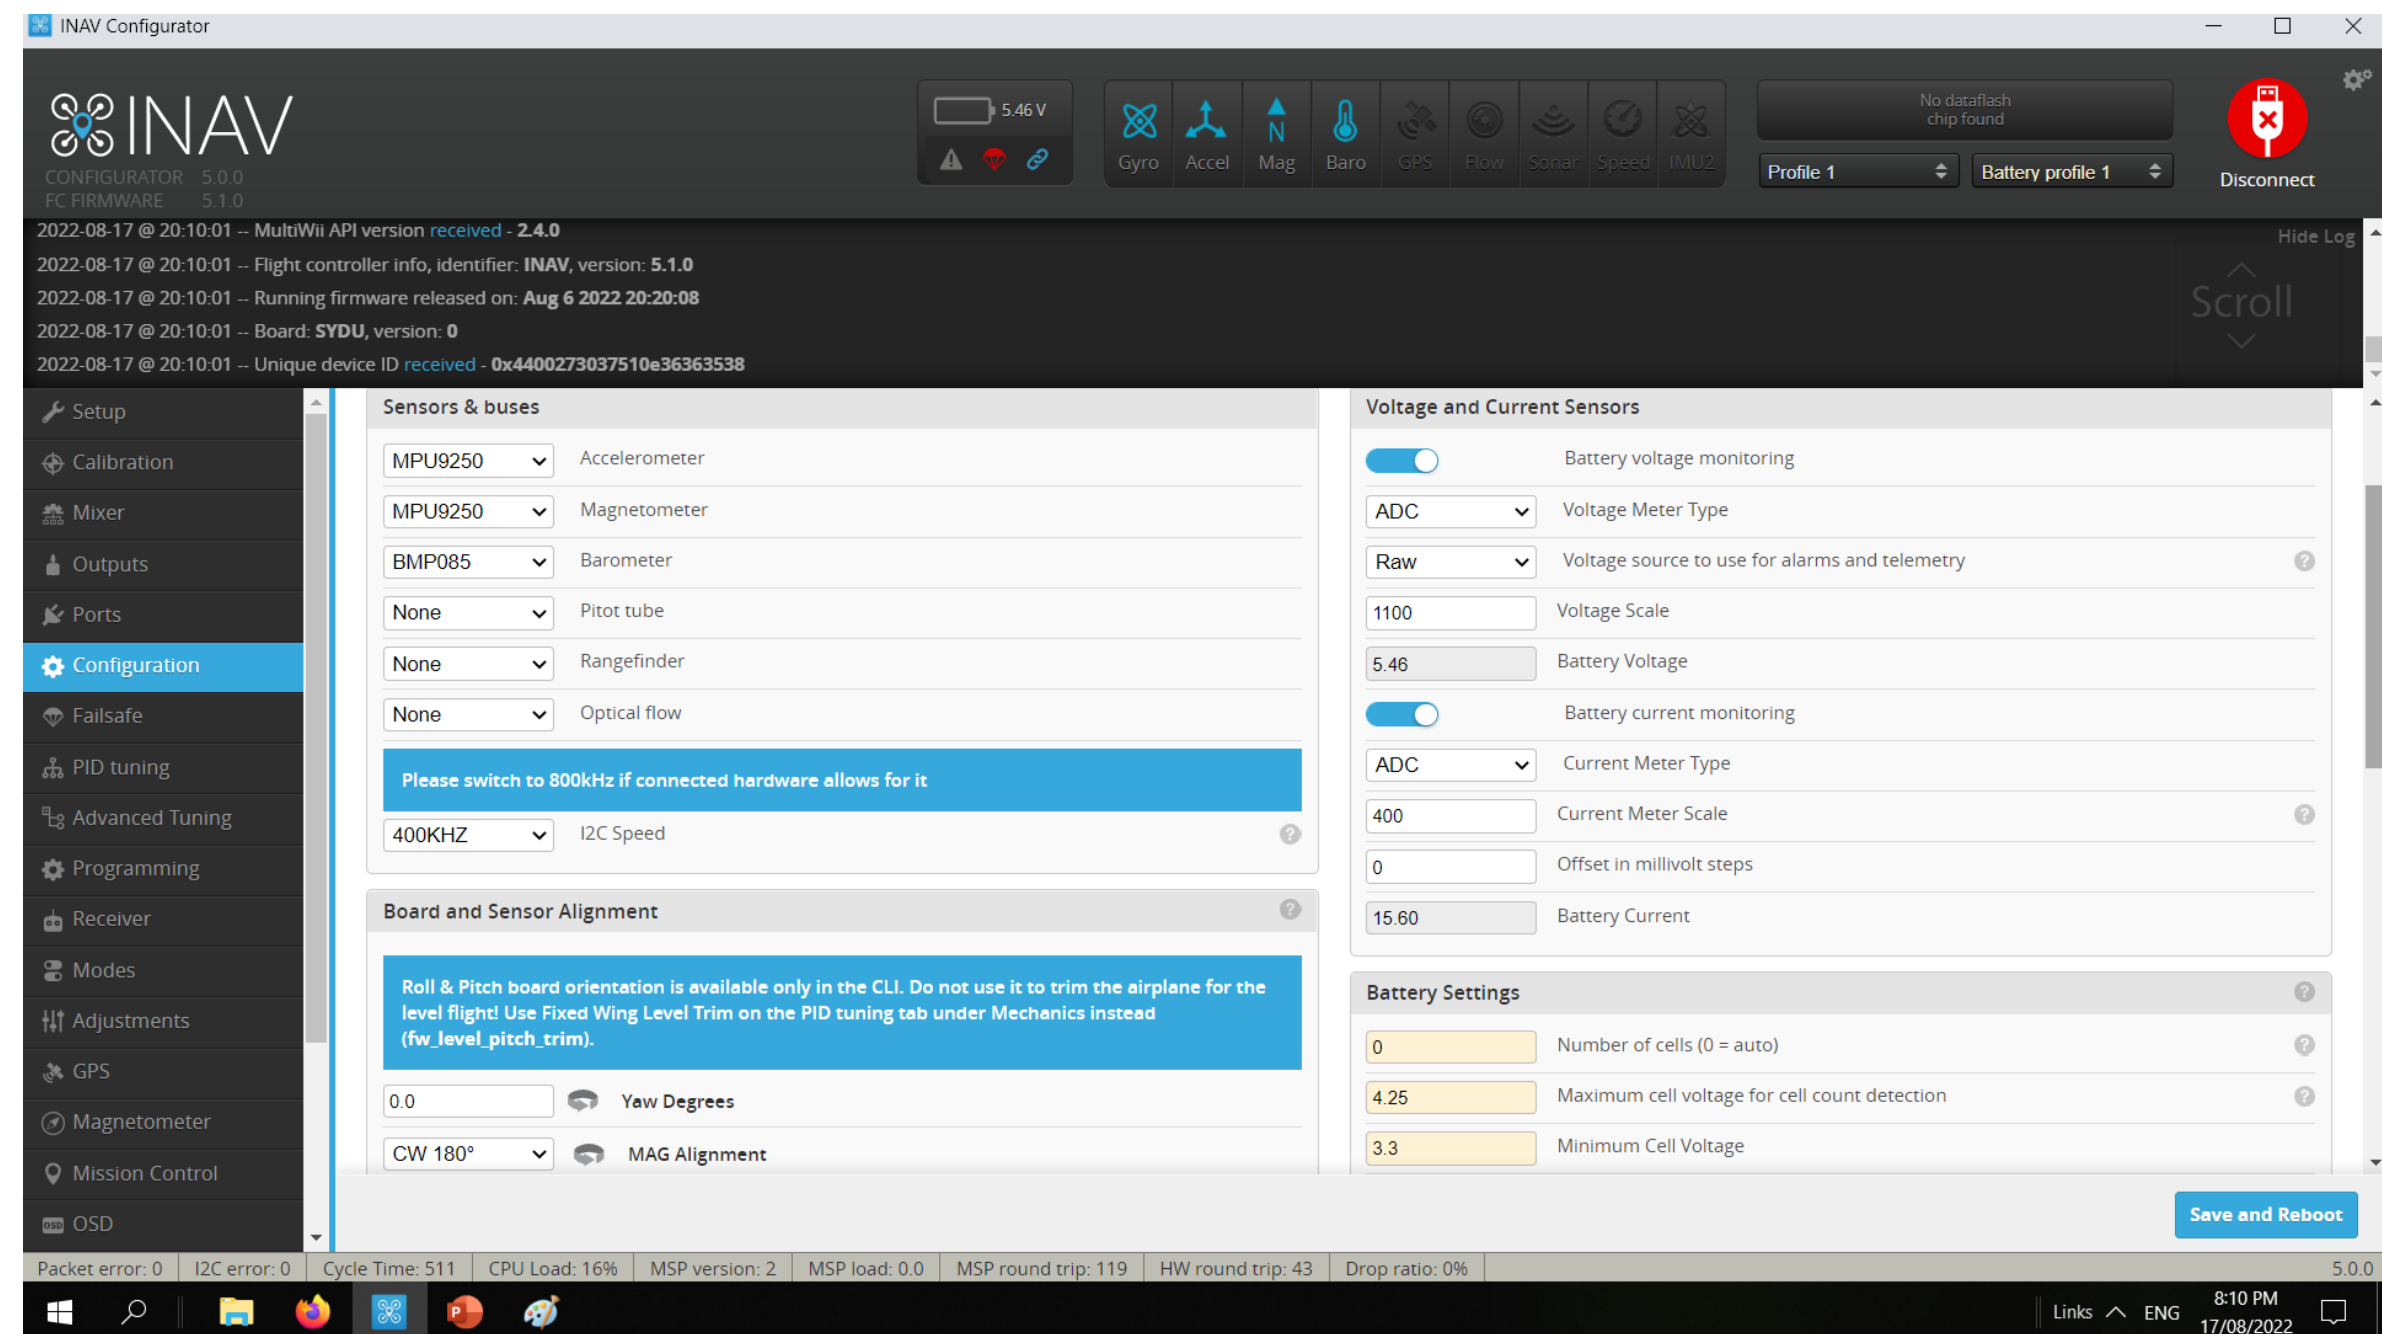 INAV Configurator
INAV
CONFIGURATOR 5.0.0
FC FIRMWARE 5.1.0
5.46 V
Gyro Accel Mag Baro GPS Flow Sonar Speed IMU2
N
No dataflash
chip found
Profile 1
Battery profile 1
Disconnect
2022-08-17 @ 20:10:01 -- MultiWii API version received - 2.4.0
2022-08-17 @ 20:10:01 -- Flight controller info, identifier: INAV, version: 5.1.0
2022-08-17 @ 20:10:01 -- Running firmware released on: Aug 6 2022 20:20:08
2022-08-17 @ 20:10:01 -- Board: SYDU, version: 0
2022-08-17 @ 20:10:01 -- Unique device ID received - 0x4400273037510e36363538
Hide Log
Scroll
Setup
Calibration
Mixer
Outputs
Ports
Configuration
Failsafe
PID tuning
Advanced Tuning
Programming
Receiver
Modes
Adjustments
GPS
Magnetometer
Mission Control
OSD OSD
Sensors & buses
MPU9250 Accelerometer
MPU9250 Magnetometer
BMP085 Barometer
None Pitot tube
None Rangefinder
None Optical flow
Please switch to 800kHz if connected hardware allows for it
400KHZ I2C Speed ?
Board and Sensor Alignment ?
Roll & Pitch board orientation is available only in the CLI. Do not use it to trim the airplane for the
level flight! Use Fixed Wing Level Trim on the PID tuning tab under Mechanics instead
(fw_level_pitch_trim).
0.0 Yaw Degrees
CW 180° MAG Alignment
Voltage and Current Sensors
Battery voltage monitoring
ADC Voltage Meter Type
Raw Voltage source to use for alarms and telemetry ?
1100 Voltage Scale
5.46 Battery Voltage
Battery current monitoring
ADC Current Meter Type
400 Current Meter Scale ?
0 Offset in millivolt steps
15.60 Battery Current
Battery Settings ?
0 Number of cells (0 = auto) ?
4.25 Maximum cell voltage for cell count detection ?
3.3 Minimum Cell Voltage
Save and Reboot
Packet error: 0 I2C error: 0 Cycle Time: 511 CPU Load: 16% MSP version: 2 MSP load: 0.0 MSP round trip: 119 HW round trip: 43 Drop ratio: 0% 5.0.0
P
Links ENG
8:10 PM
17/08/2022